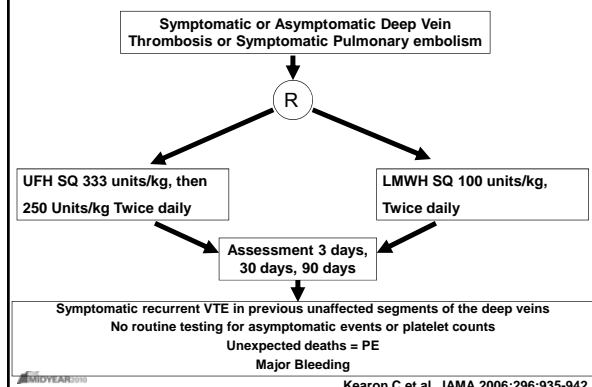 Symptomatic or Asymptomatic Deep Vein
Thrombosis or Symptomatic Pulmonary embolism
R
UFH SQ 333 units/kg, then
250 Units/kg Twice daily
LMWH SQ 100 units/kg,
Twice daily
Assessment 3 days,
30 days, 90 days
Symptomatic recurrent VTE in previous unaffected segments of the deep veins
No routine testing for asymptomatic events or platelet counts
Unexpected deaths = PE
Major Bleeding
MIDYEAR2010
Kearon C et al. JAMA 2006;296:935-942